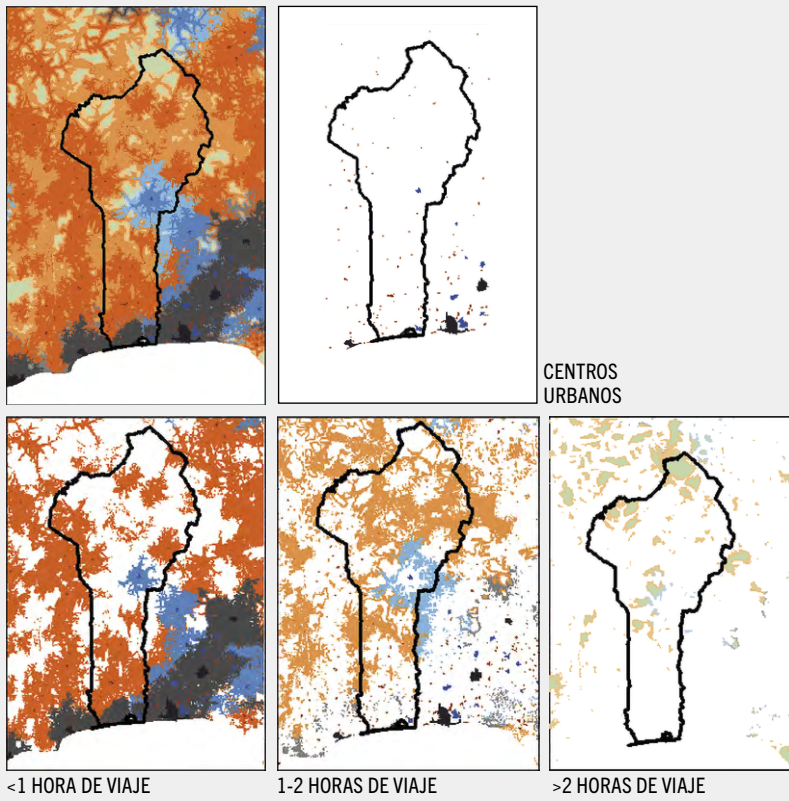 CENTROS
URBANOS
<1 HORA DE VIAJE
1-2 HORAS DE VIAJE
>2 HORAS DE VIAJE